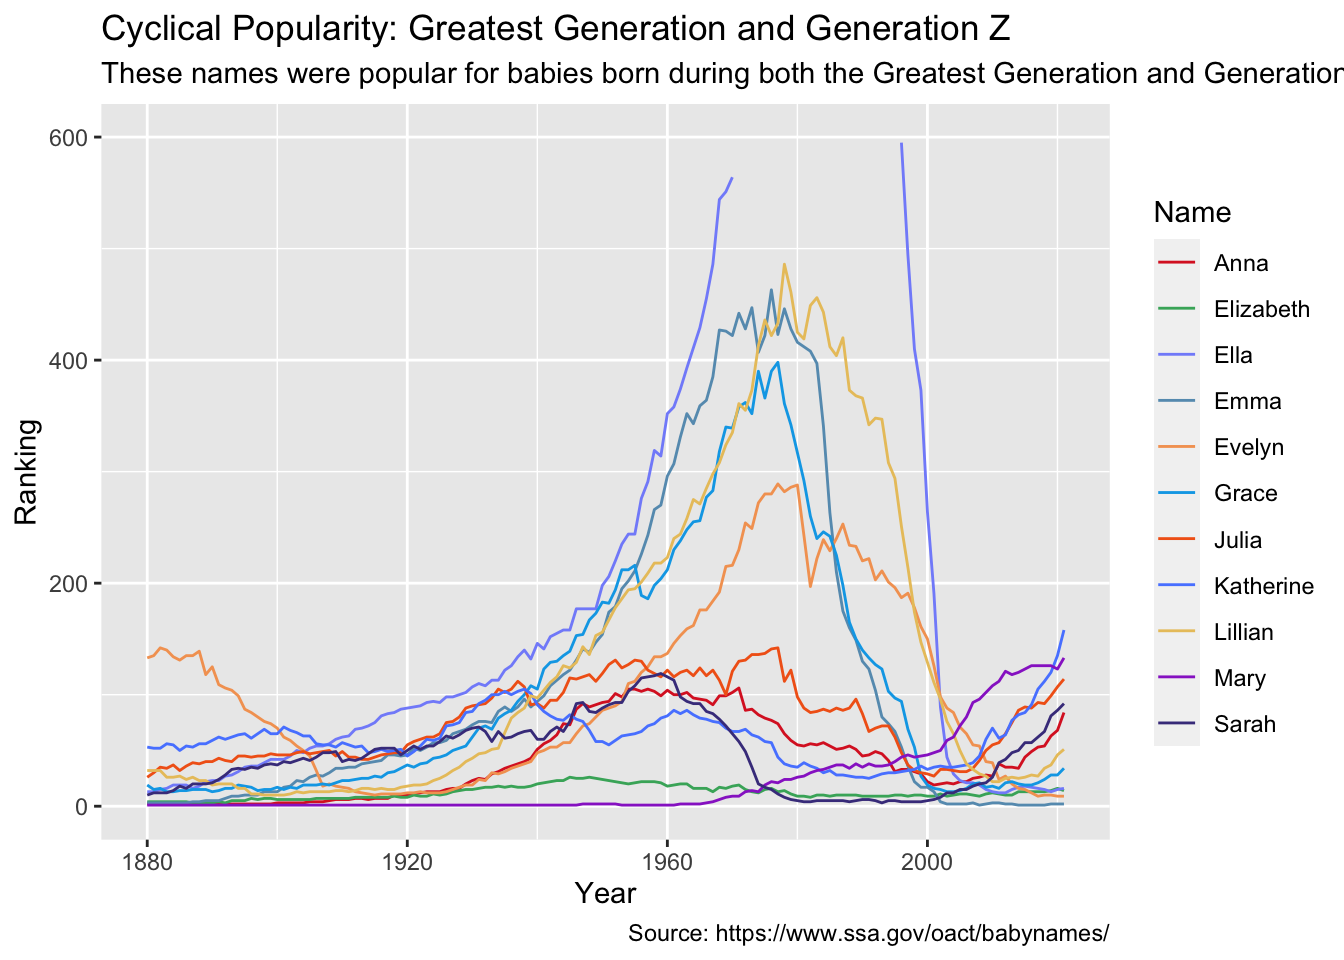 Cyclical Popularity: Greatest Generation and Generation Z
These names were popular for babies born during both the Greatest Generation and Generation
600
400
200
0
Ranking
1880 1920 1960 2000
Year
Name
Anna
Elizabeth
Ella
Emma
Evelyn
Grace
Julia
Katherine
Lillian
Mary
Sarah
Source: https://www.ssa.gov/oact/babynames/